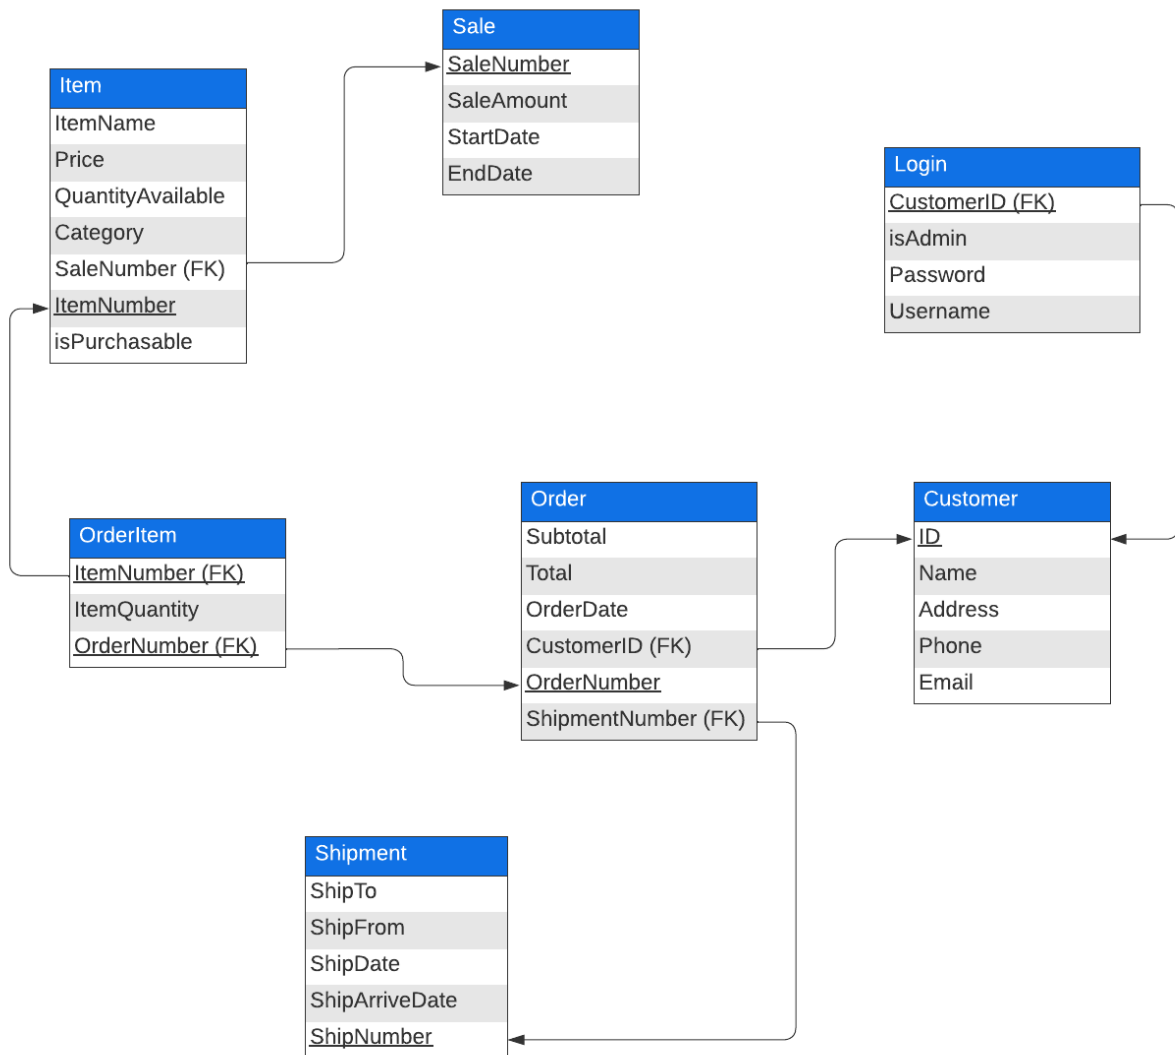 Sale
SaleNumber
SaleAmount
StartDate
EndDate
Item
ItemName
Price
QuantityAvailable
Category
SaleNumber (FK)
ItemNumber
isPurchasable
Login
CustomerID (FK)
isAdmin
Password
Username
OrderItem
ItemNumber (FK)
ItemQuantity
OrderNumber (FK)
Order
Subtotal
Total
OrderDate
CustomerID (FK)
OrderNumber
ShipmentNumber (FK)
Customer
ID
Name
Address
Phone
Email
Shipment
ShipTo
ShipFrom
ShipDate
ShipArriveDate
ShipNumber